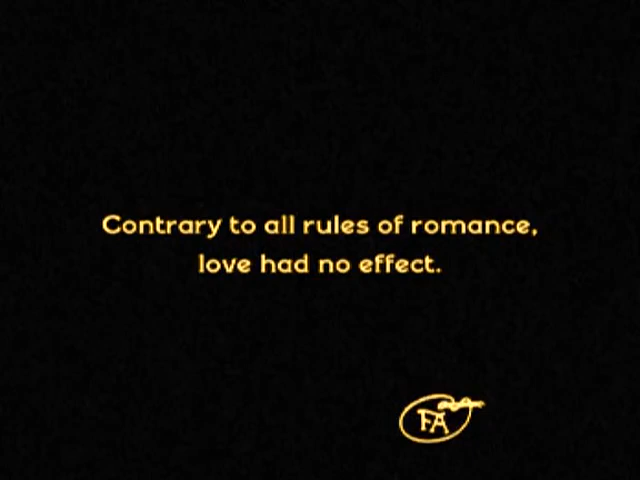 Contrary to all rules of romance,
love had no effect.
FA